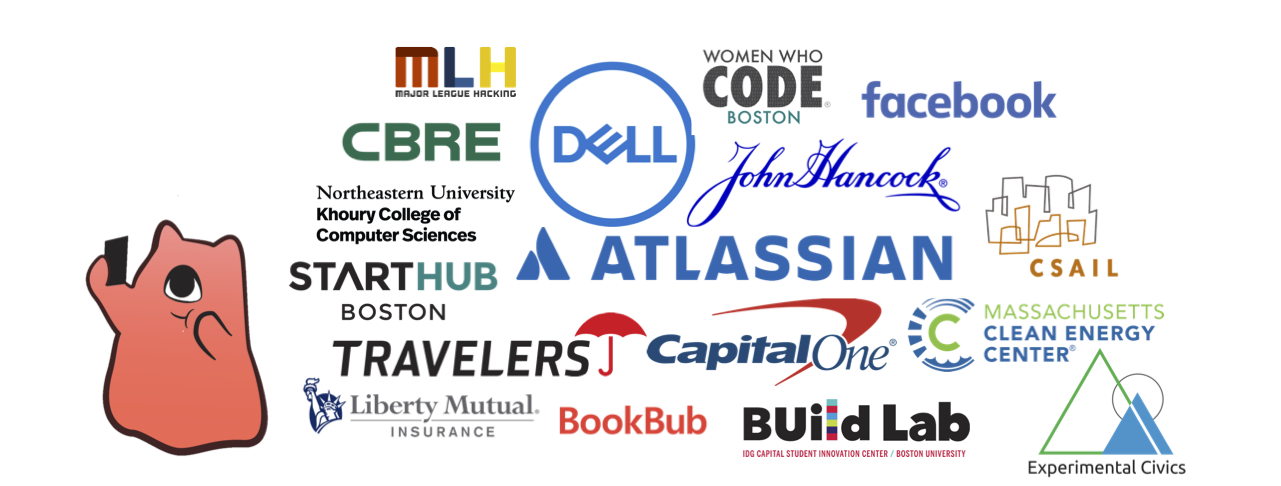 MLH
MAJOR LEAGUE HACKING
WOMEN WHO
CODE®
BOSTON
facebook
CBRE
DELL
John Hancock®
Northeastern University
Khoury College of
Computer Sciences
ATLASSIAN
CSAIL
STARTHUB
BOSTON
TRAVELERS
CapitalOne®
C
MASSACHUSETTS
CLEAN ENERGY
CENTER®
Liberty Mutual®
INSURANCE
BookBub
BUild Lab
IDG CAPITAL STUDENT INNOVATION CENTER / BOSTON UNIVERSITY
Experimental Civics